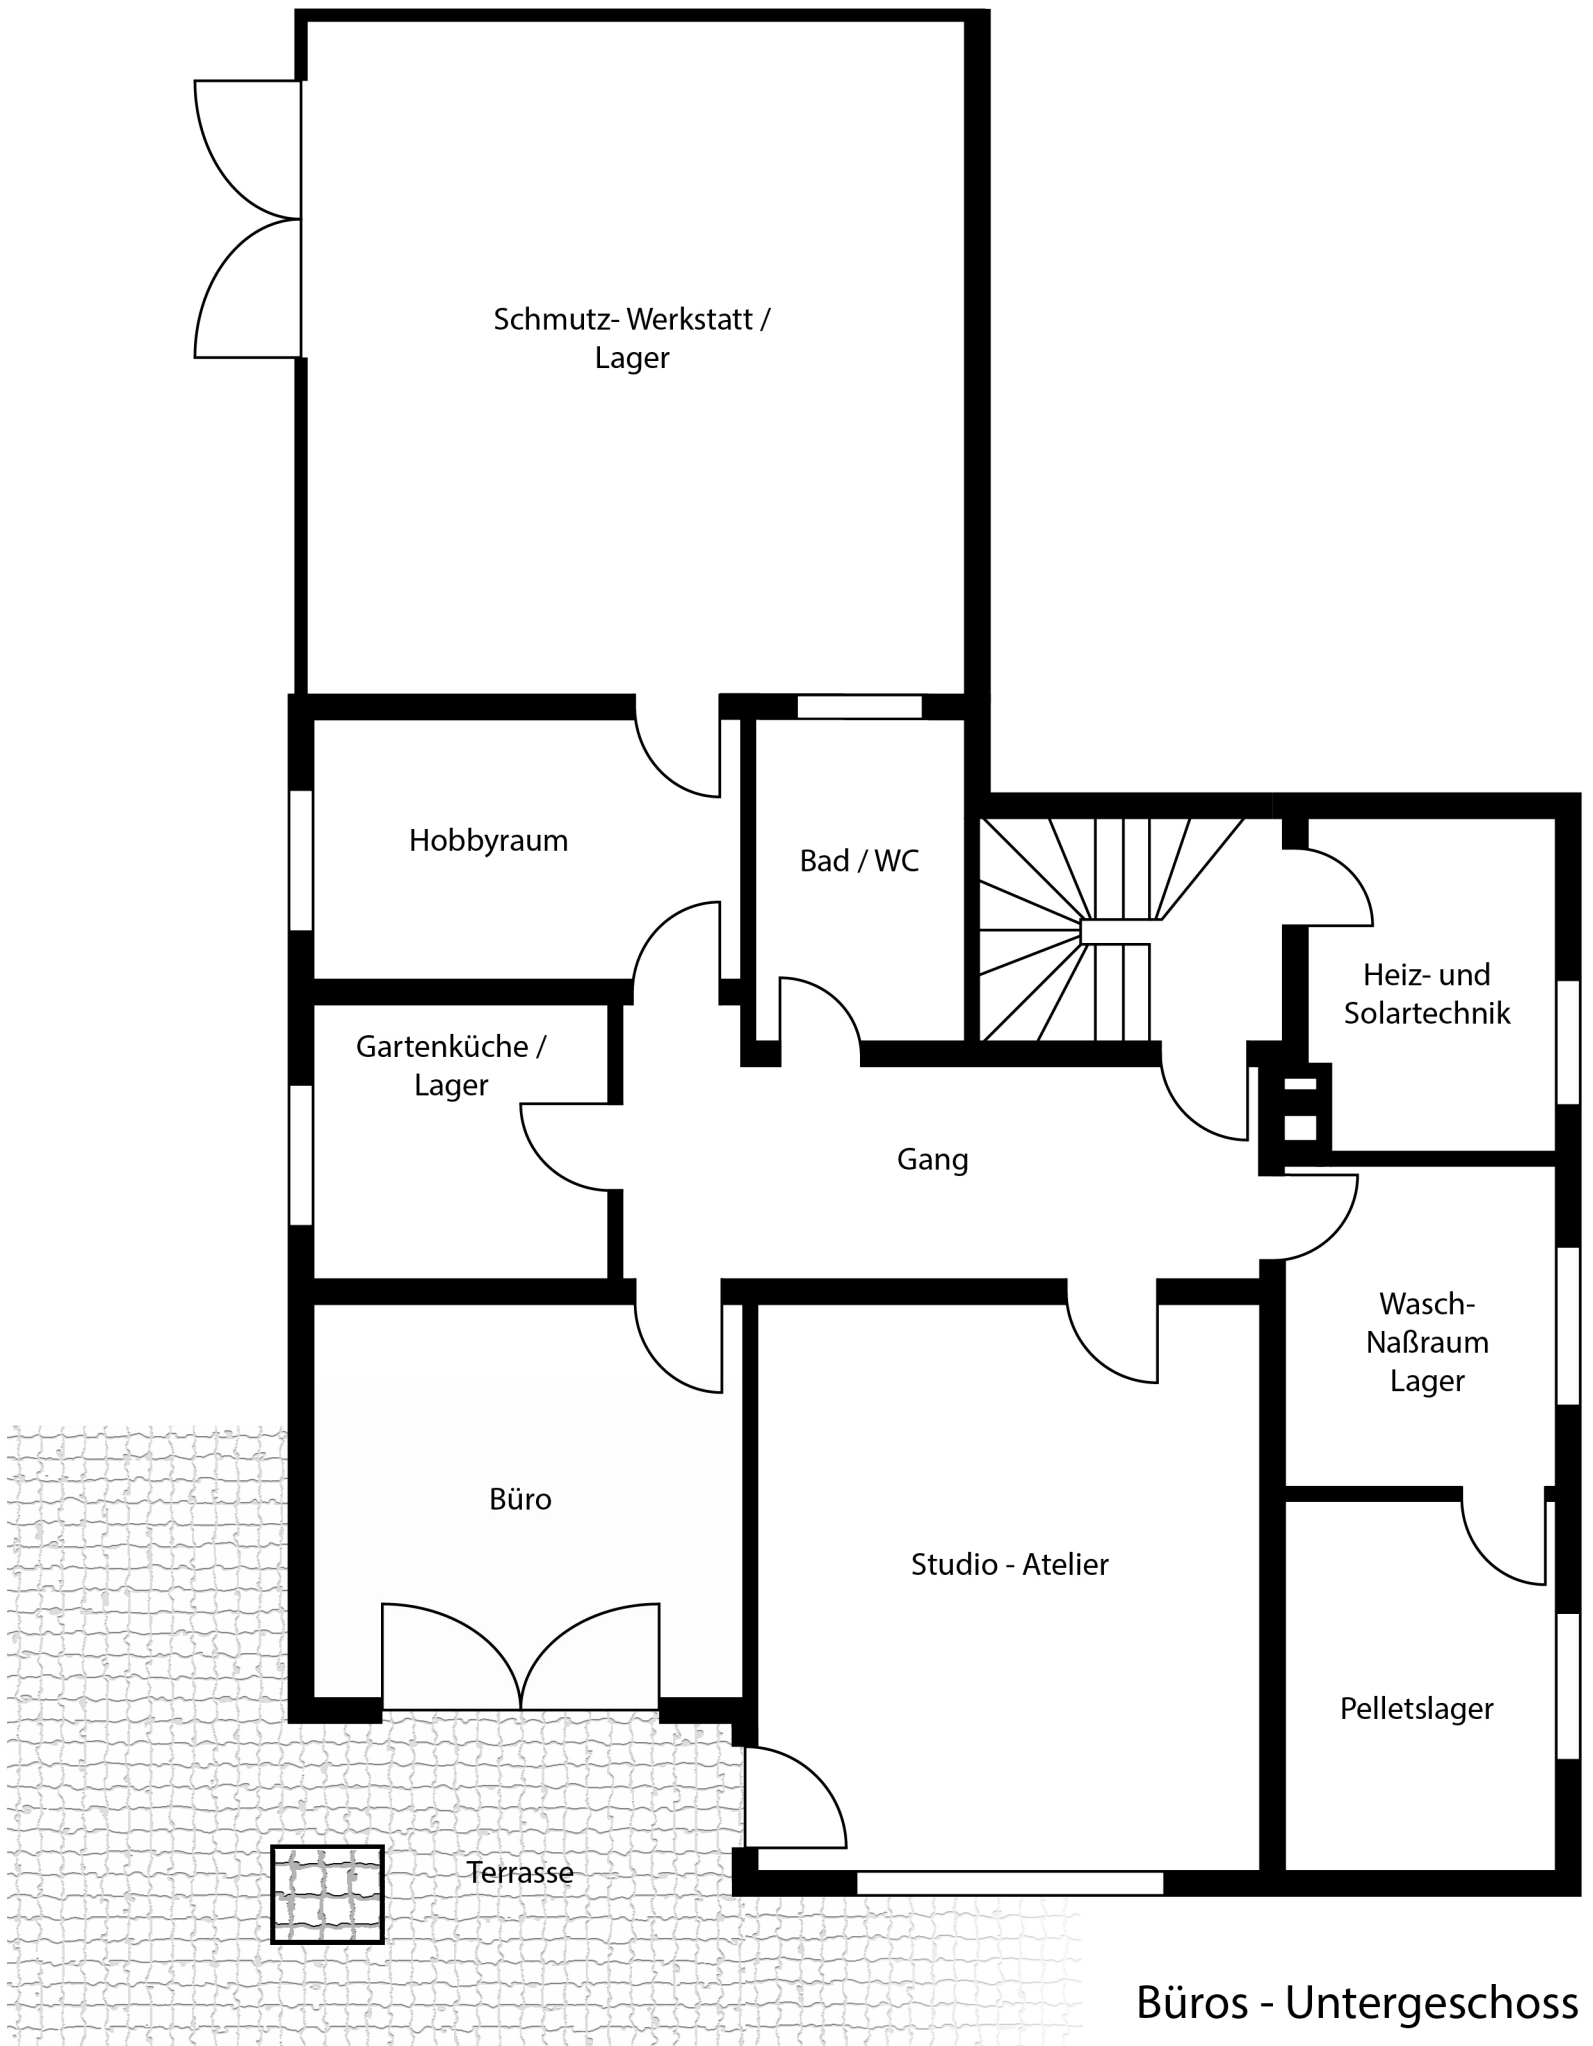 Schmutz- Werkstatt /
Lager
Hobbyraum
Bad / WC
Heiz- und
Solartechnik
Gartenküche /
Lager
Gang
Wasch-
Naßraum
Lager
Büro
Studio - Atelier
Pelletslager
Terrasse
Büros - Untergeschoss